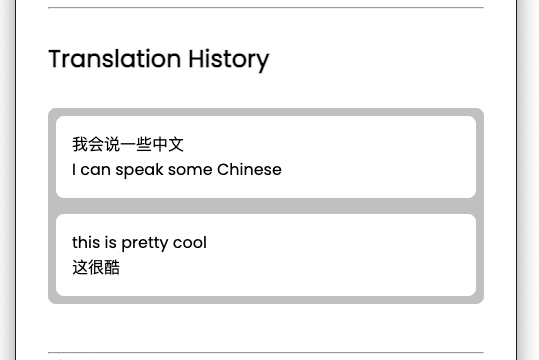 Translation History
我会说一些中文
I can speak some Chinese
this is pretty cool
这很酷